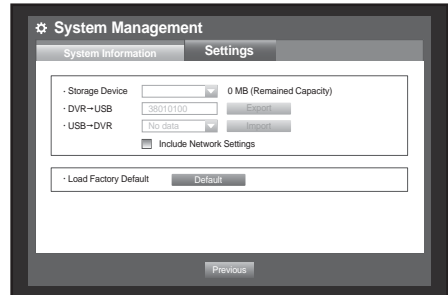 System Management
System Information Settings
· Storage Device 0 MB (Remained Capacity)
· DVR→USB 38010100 Export
· USB→DVR No data Import
Include Network Settings
· Load Factory Default Default
Previous